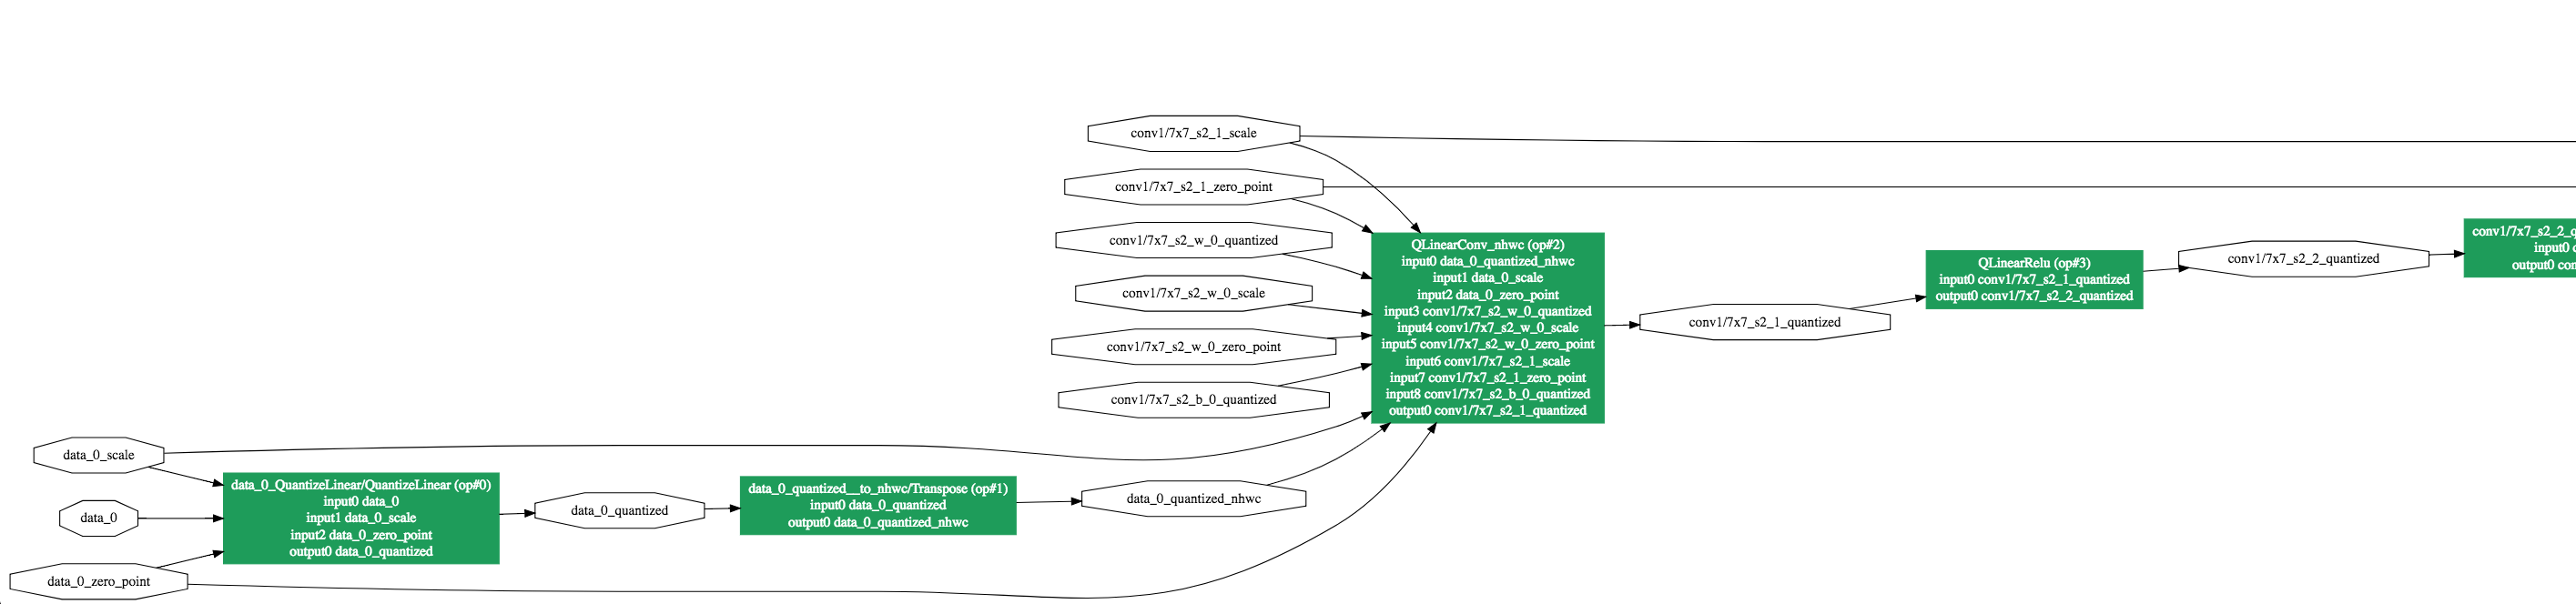 conv1/7x7_s2_1_scale
conv1/7x7_s2_1_zero_point
conv1/7x7_s2_w_0_quantized
conv1/7x7_s2_w_0_scale
conv1/7x7_s2_w_0_zero_point
conv1/7x7_s2_b_0_quantized
data_0_scale
data_0
data_0_zero_point
data_0_QuantizeLinear/QuantizeLinear (op#0)
input0 data_0
input1 data_0_scale
input2 data_0_zero_point
output0 data_0_quantized
data_0_quantized
data_0_quantized__to_nhwc/Transpose (op#1)
input0 data_0_quantized
output0 data_0_quantized_nhwc
data_0_quantized_nhwc
QLinearConv_nhwc (op#2)
input0 data_0_quantized_nhwc
input1 data_0_scale
input2 data_0_zero_point
input3 conv1/7x7_s2_w_0_quantized
input4 conv1/7x7_s2_w_0_scale
input5 conv1/7x7_s2_w_0_zero_point
input6 conv1/7x7_s2_1_scale
input7 conv1/7x7_s2_1_zero_point
input8 conv1/7x7_s2_b_0_quantized
output0 conv1/7x7_s2_1_quantized
conv1/7x7_s2_1_quantized
QLinearRelu (op#3)
input0 conv1/7x7_s2_1_quantized
output0 conv1/7x7_s2_2_quantized
conv1/7x7_s2_2_quantized
conv1/7x7_s2_2_q
input0
output0